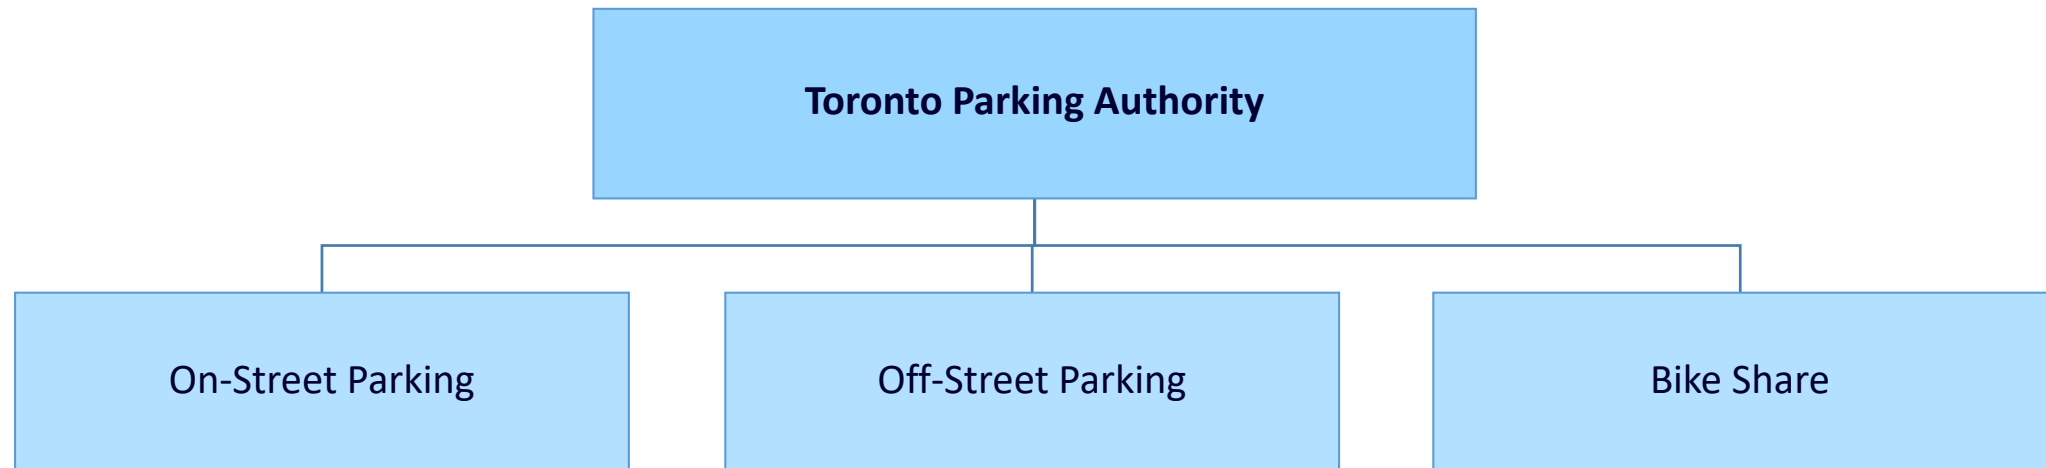 Toronto Parking Authority
On-Street Parking
Off-Street Parking
Bike Share